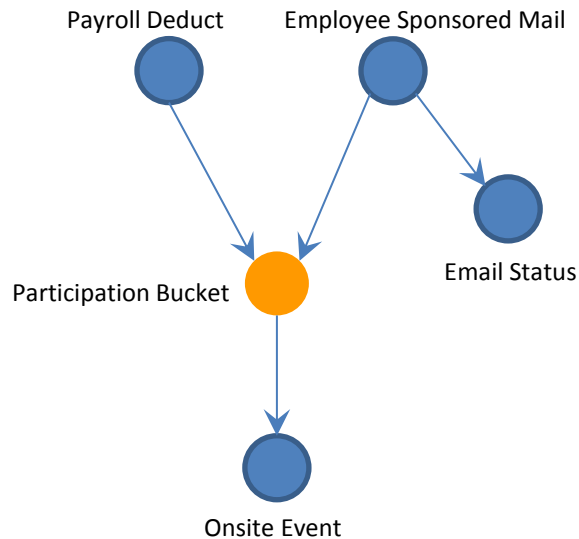 Payroll Deduct
Employee Sponsored Mail
Email Status
Participation Bucket
Onsite Event